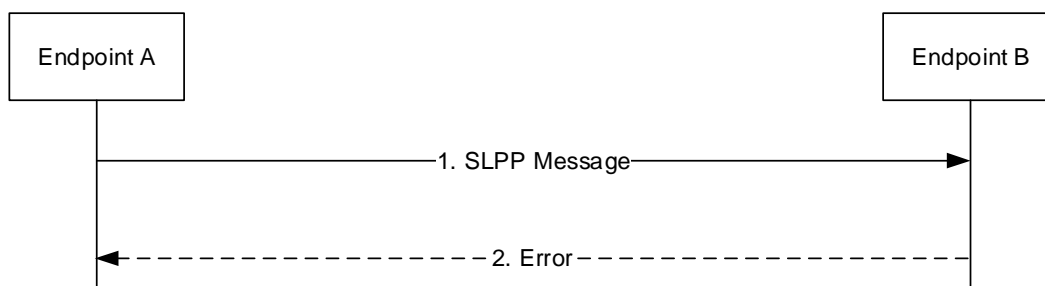 Endpoint A
Endpoint B
1. SLPP Message
2. Error